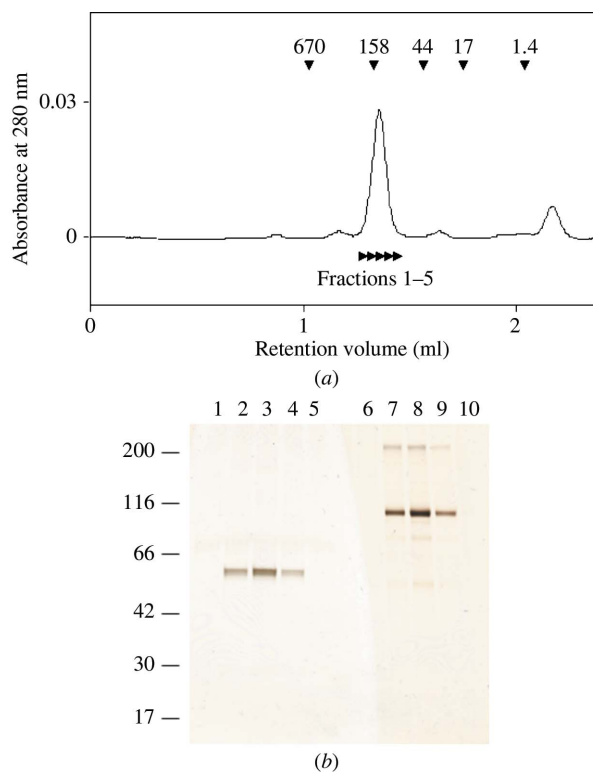 670 158 44 17 1.4
Absorbance at 280 nm
0.03
0
Fractions 1–5
0 1 2
Retention volume (ml)
(a)
1 2 3 4 5 6 7 8 9 10
200
116
66
42
30
17
(b)